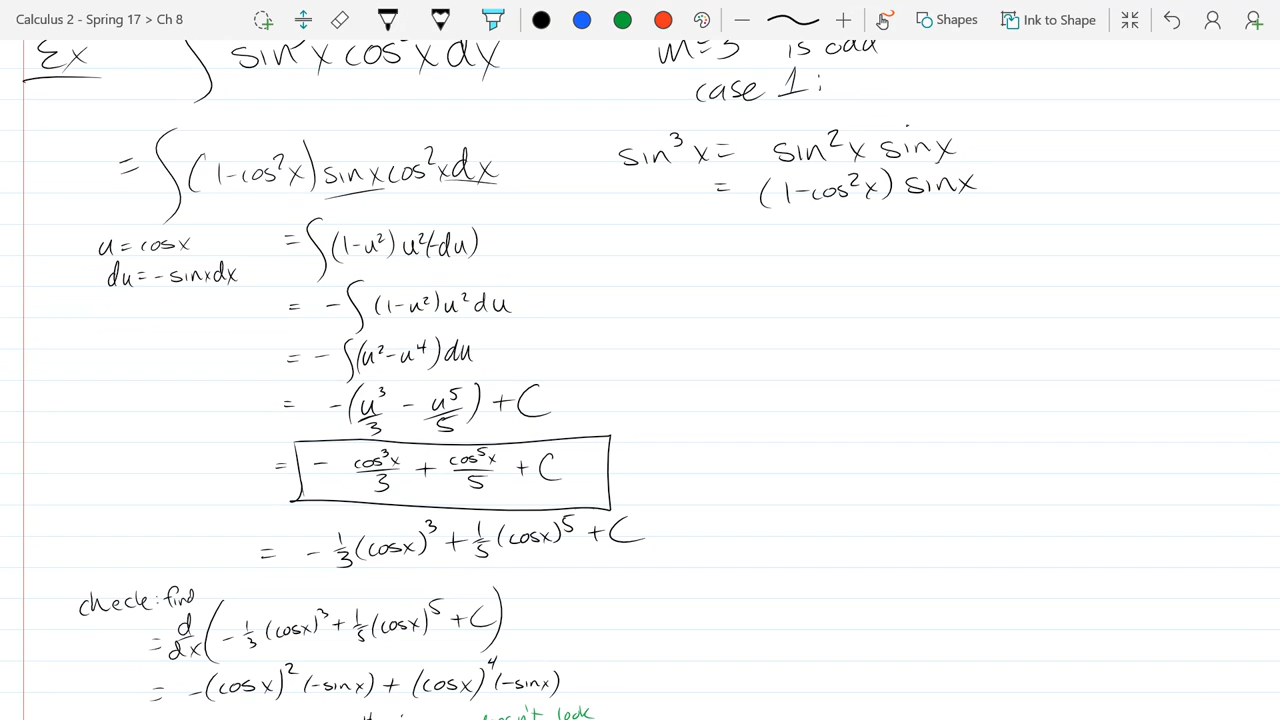 Calculus 2 - Spring 17 > Ch 8
Shapes
Ink to Shape
Ex ∫ sin³x cos²x dx
m=3 is odd
case 1:
= ∫ (1-cos²x) sinx cos²x dx
sin³x = sin²x sinx
= (1-cos²x) sinx
u = cosx
du = -sinxdx
= ∫ (1-u²) u² (-du)
= - ∫ (1-u²) u² du
= - ∫ (u² - u⁴) du
= - (u³/3 - u⁵/5) + C
= - cos³x/3 + cos⁵x/5 + C
= - 1/3 (cosx)³ + 1/5 (cosx)⁵ + C
check: find
= d/dx (- 1/3 (cosx)³ + 1/5 (cosx)⁵ + C)
= -(cosx)² (-sinx) + (cosx)⁴ (-sinx)
doesn't look